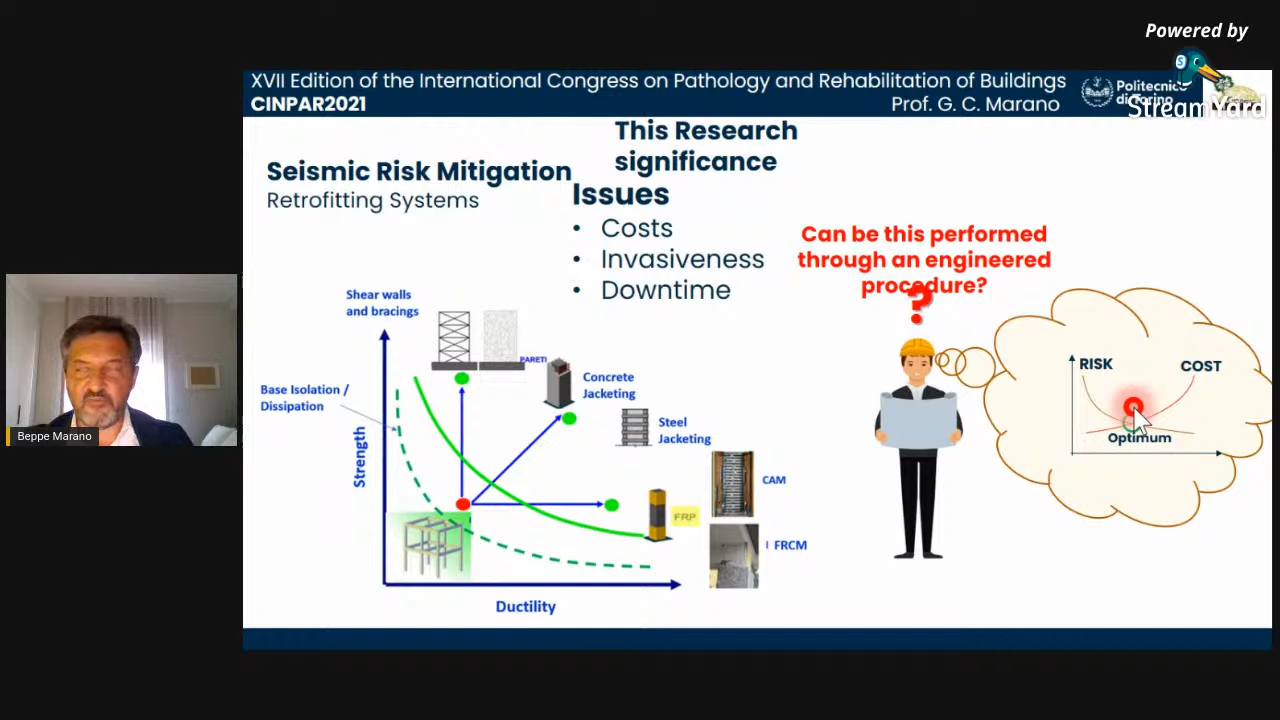 Powered by
StreamYard
XVII Edition of the International Congress on Pathology and Rehabilitation of Buildings
CINPAR2021
Prof. G. C. Marano
Politecnico
di Torino
This Research
significance
Seismic Risk Mitigation
Retrofitting Systems
Issues
• Costs
• Invasiveness
• Downtime
Can be this performed
through an engineered
procedure?
?
Shear walls
and bracings
PARETI
Concrete
Jacketing
Base Isolation /
Dissipation
Steel
Jacketing
Strength
CAM
FRP
FRCM
Ductility
RISK
COST
Optimum
Beppe Marano